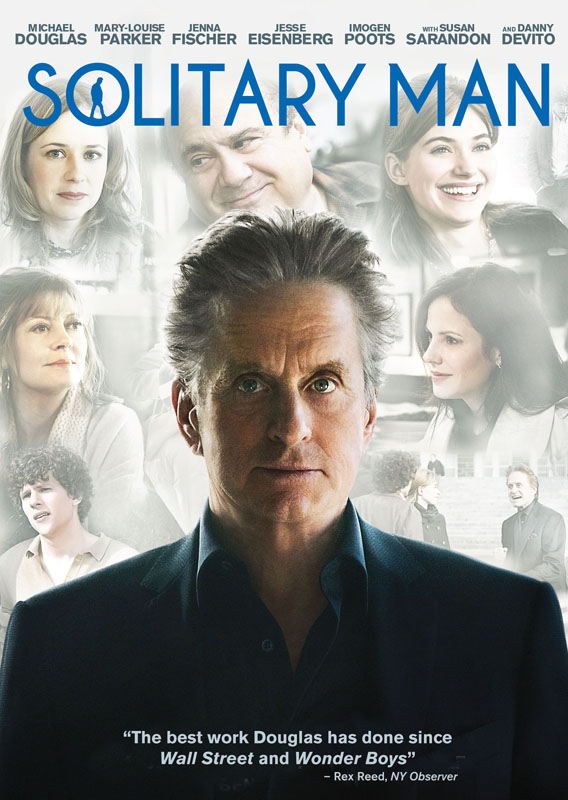 MICHAEL MARY-LOUISE JENNA JESSE IMOGEN WITH SUSAN AND DANNY
DOUGLAS PARKER FISCHER EISENBERG POOTS SARANDON DEVITO
SOLITARY MAN
“The best work Douglas has done since
Wall Street and Wonder Boys”
– Rex Reed, NY Observer